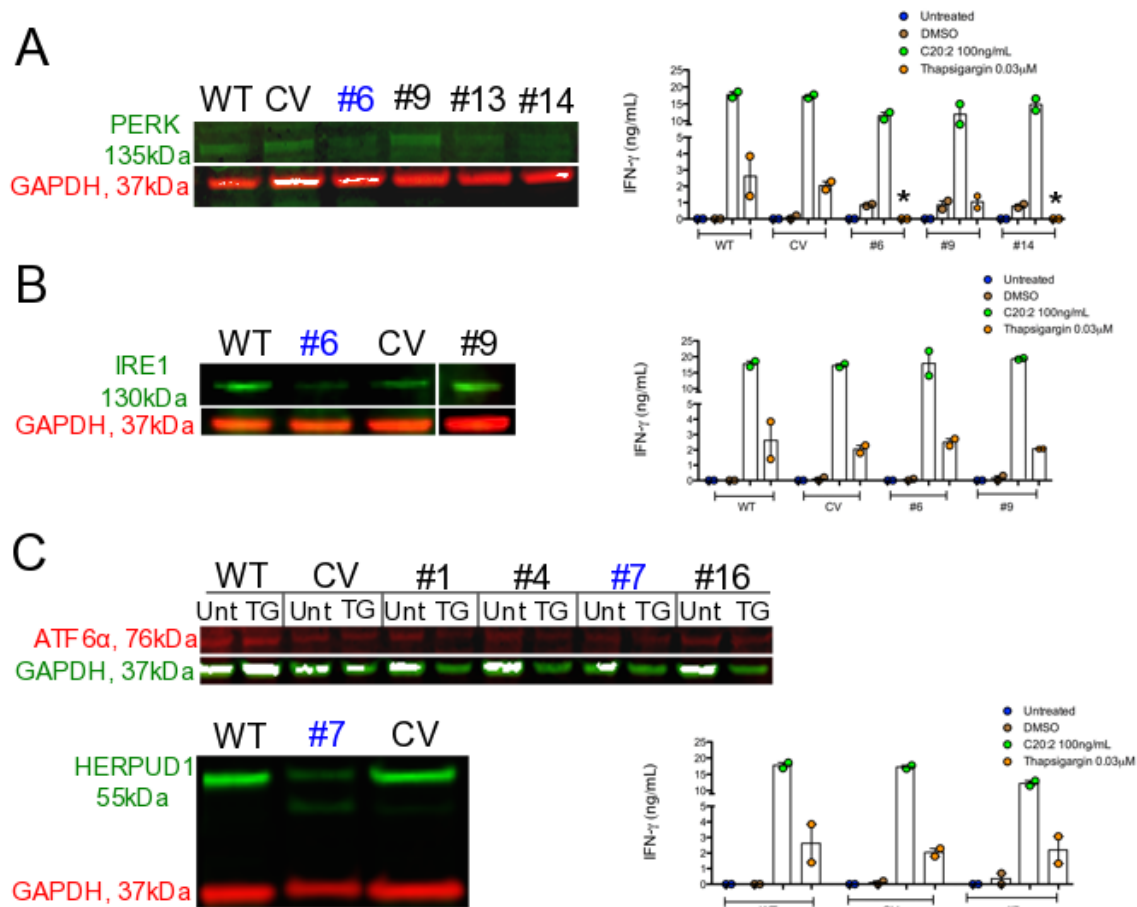 A
WT CV #6 #9 #13 #14
PERK
135kDa
GAPDH, 37kDa
Untreated
DMSO
C20:2 100ng/mL
Thapsigargin 0.03μM
IFN-γ (ng/mL)
25
20
15
10
5
4
3
2
1
0
WT CV #6 #9 #14
* *
B
WT #6 CV #9
IRE1
130kDa
GAPDH, 37kDa
Untreated
DMSO
C20:2 100ng/mL
Thapsigargin 0.03μM
IFN-γ (ng/mL)
25
20
15
10
5
4
3
2
1
0
WT CV #6 #9
C
WT CV #1 #4 #7 #16
Unt TG Unt TG Unt TG Unt TG Unt TG Unt TG
ATF6α, 76kDa
GAPDH, 37kDa
WT #7 CV
HERPUD1
55kDa
GAPDH, 37kDa
Untreated
DMSO
C20:2 100ng/mL
Thapsigargin 0.03μM
IFN-γ (ng/mL)
25
20
15
10
5
4
3
2
1
0